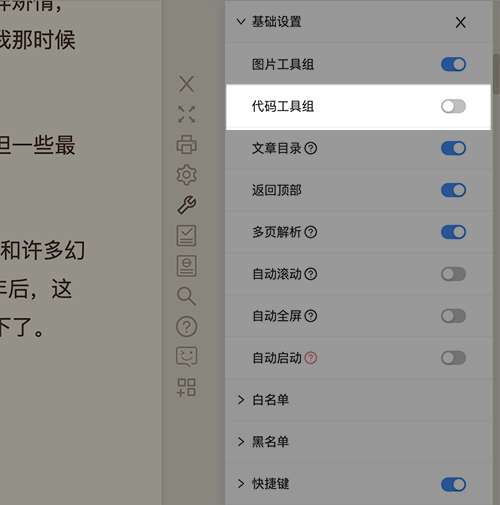 矫情，
我那时候
但一些最
和许多幻
年后，这
下了。
基础设置
图片工具组
代码工具组
文章目录
返回顶部
多页解析
自动滚动
自动全屏
自动启动
白名单
黑名单
快捷键